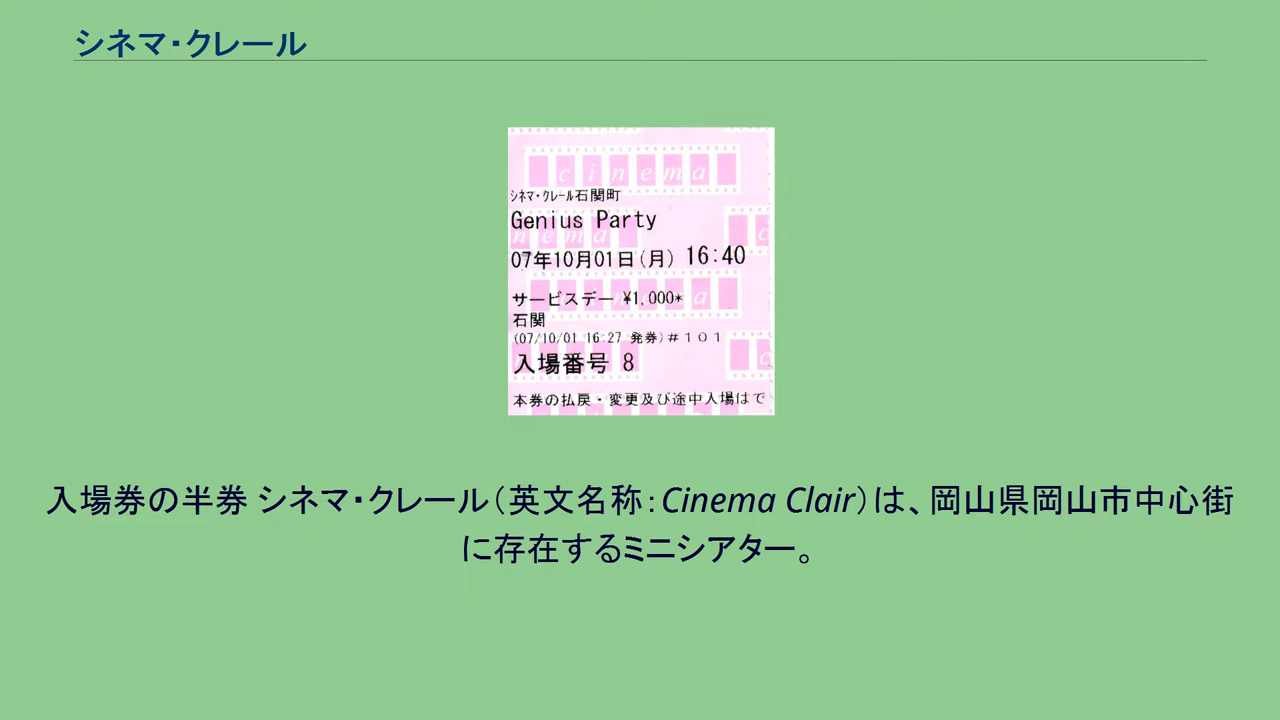 シネマ・クレール
cinema
シネマ・クレール石関町
Genius Party
07年10月01日(月) 16:40
サービスデー ¥1,000*
石関
(07/10/01 16:27 発券)#101
入場番号 8
本券の払戻・変更及び途中入場はで
入場券の半券 シネマ・クレール(英文名称:Cinema Clair)は、岡山県岡山市中心街
に存在するミニシアター。